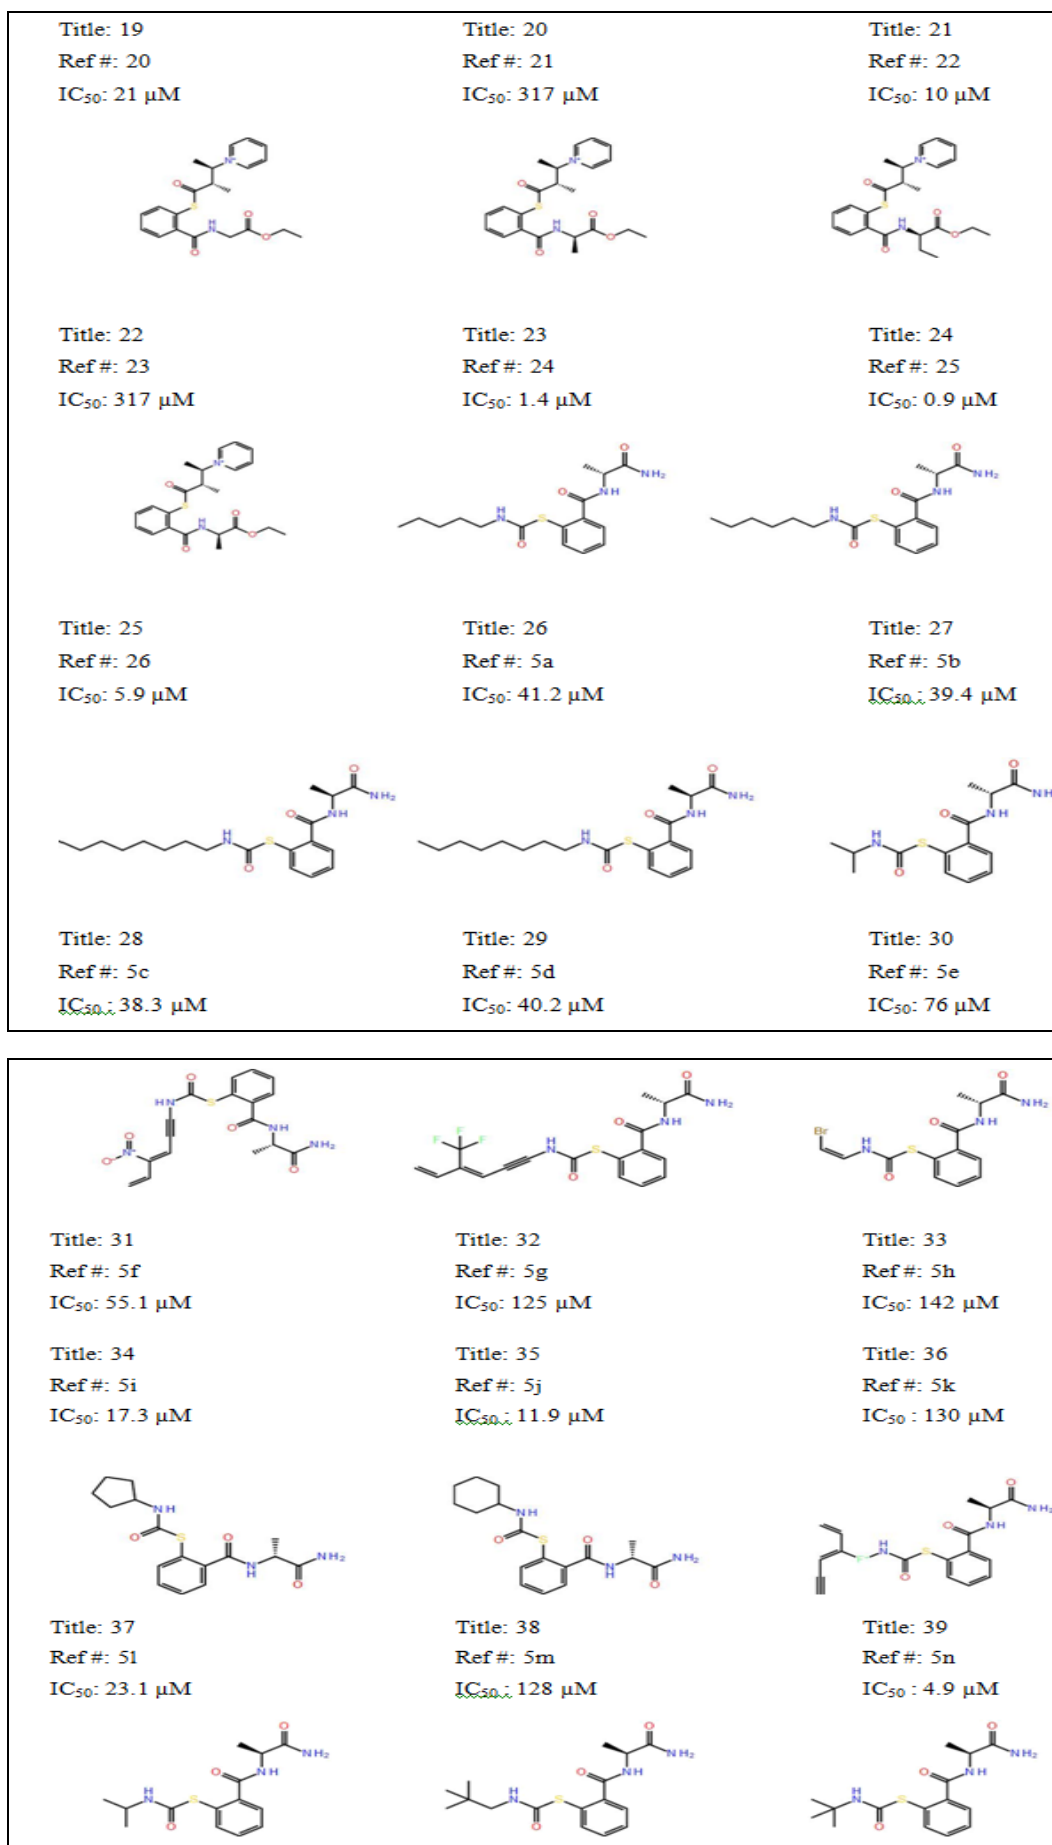 Title: 19
Title: 20
Title: 21
Ref #: 20
Ref #: 21
Ref #: 22
IC₅₀: 21 µM
IC₅₀: 317 µM
IC₅₀: 10 µM
Title: 22
Title: 23
Title: 24
Ref #: 23
Ref #: 24
Ref #: 25
IC₅₀: 317 µM
IC₅₀: 1.4 µM
IC₅₀: 0.9 µM
Title: 25
Title: 26
Title: 27
Ref #: 26
Ref #: 5a
Ref #: 5b
IC₅₀: 5.9 µM
IC₅₀: 41.2 µM
IC₅₀ : 39.4 µM
Title: 28
Title: 29
Title: 30
Ref #: 5c
Ref #: 5d
Ref #: 5e
IC₅₀ : 38.3 µM
IC₅₀: 40.2 µM
IC₅₀: 76 µM
Title: 31
Title: 32
Title: 33
Ref #: 5f
Ref #: 5g
Ref #: 5h
IC₅₀: 55.1 µM
IC₅₀: 125 µM
IC₅₀: 142 µM
Title: 34
Title: 35
Title: 36
Ref #: 5i
Ref #: 5j
Ref #: 5k
IC₅₀: 17.3 µM
IC₅₀ : 11.9 µM
IC₅₀ : 130 µM
Title: 37
Title: 38
Title: 39
Ref #: 5l
Ref #: 5m
Ref #: 5n
IC₅₀: 23.1 µM
IC₅₀ : 128 µM
IC₅₀ : 4.9 µM